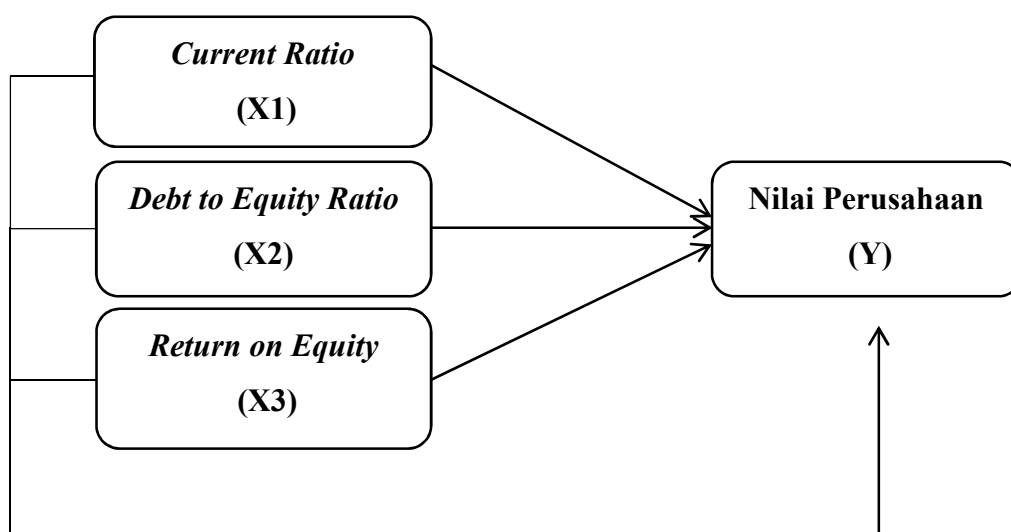 Current Ratio
(X1)
Debt to Equity Ratio
(X2)
Return on Equity
(X3)
Nilai Perusahaan
(Y)